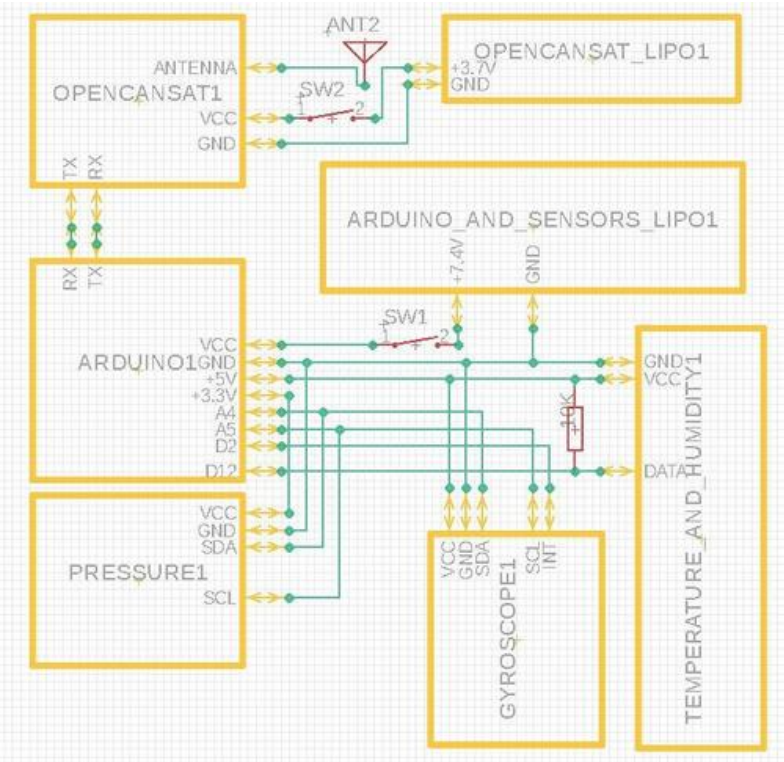 ANT2
OPENCANSAT_LIPO1
+3.7V
GND
ANTENNA
OPENCANSAT1
SW2
1 2
VCC
GND
TX
RX
ARDUINO_AND_SENSORS_LIPO1
+7.4V
GND
RX
TX
SW1
1 2
VCC
ARDUINO1
GND
+5V
+3.3V
A4
A5
D2
D12
10K
GND
VCC
DATA
TEMPERATURE_AND_HUMIDITY1
VCC
GND
SDA
SCL
PRESSURE1
VCC
GND
SDA
SCL
INT
GYROSCOPE1